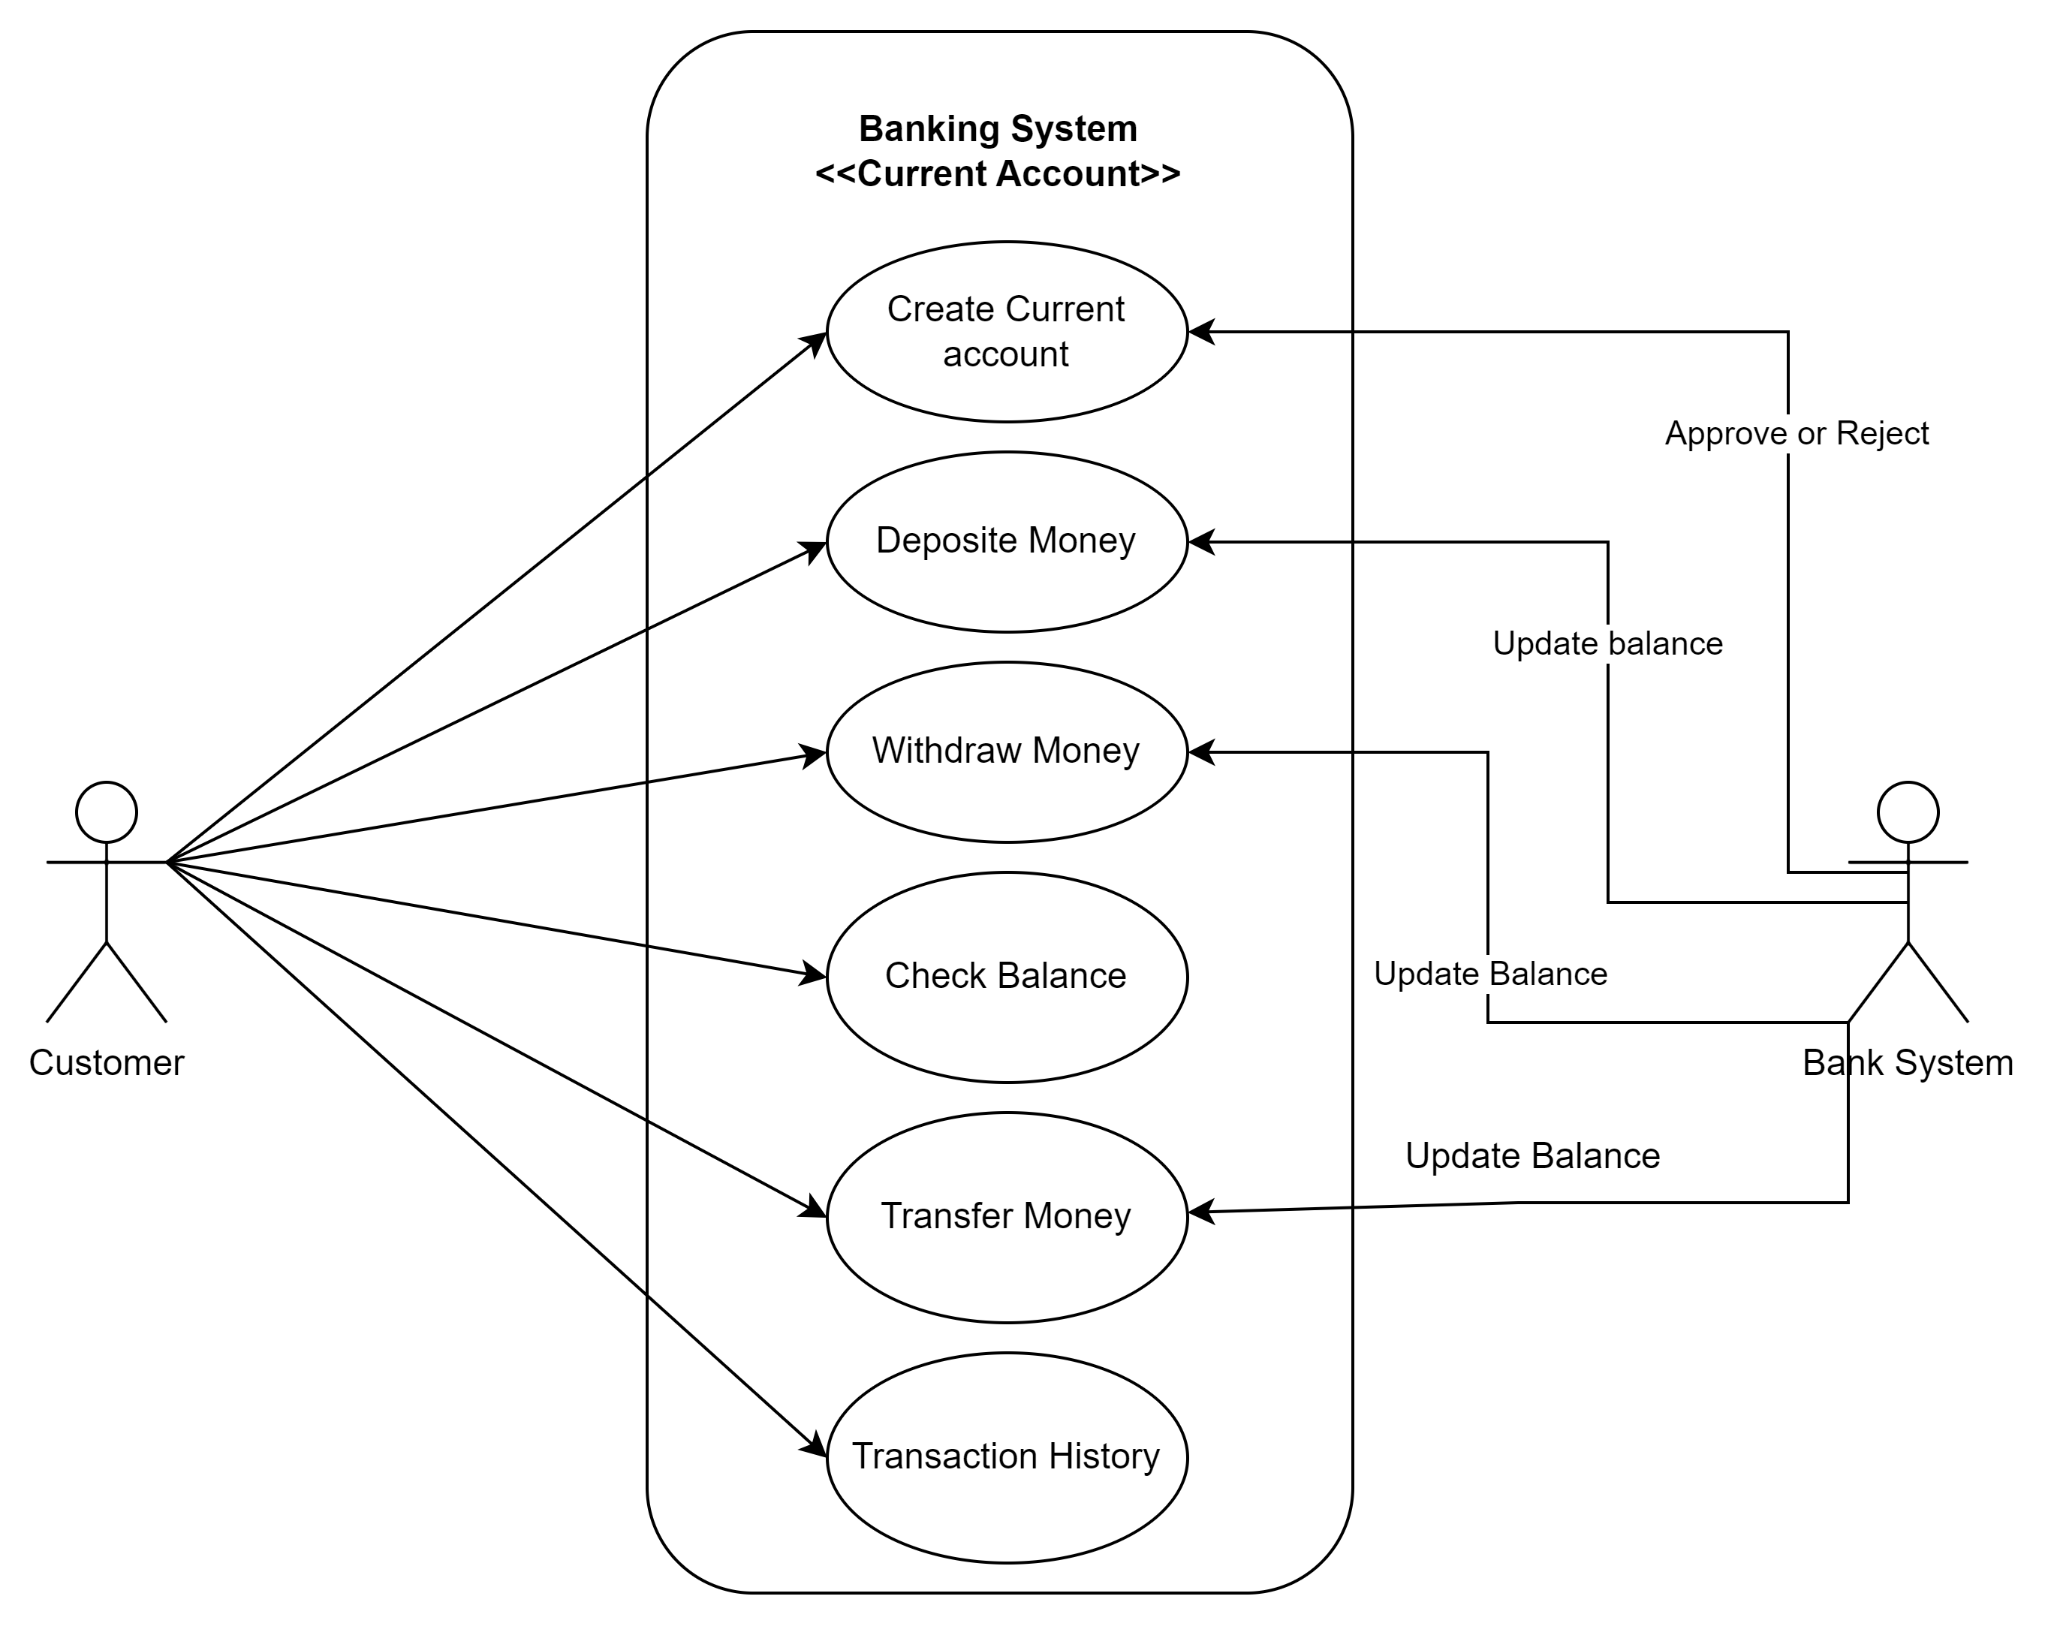 Banking System
<<Current Account>>
Create Current
account
Approve or Reject
Deposite Money
Update balance
Withdraw Money
Check Balance
Update Balance
Customer
Bank System
Update Balance
Transfer Money
Transaction History